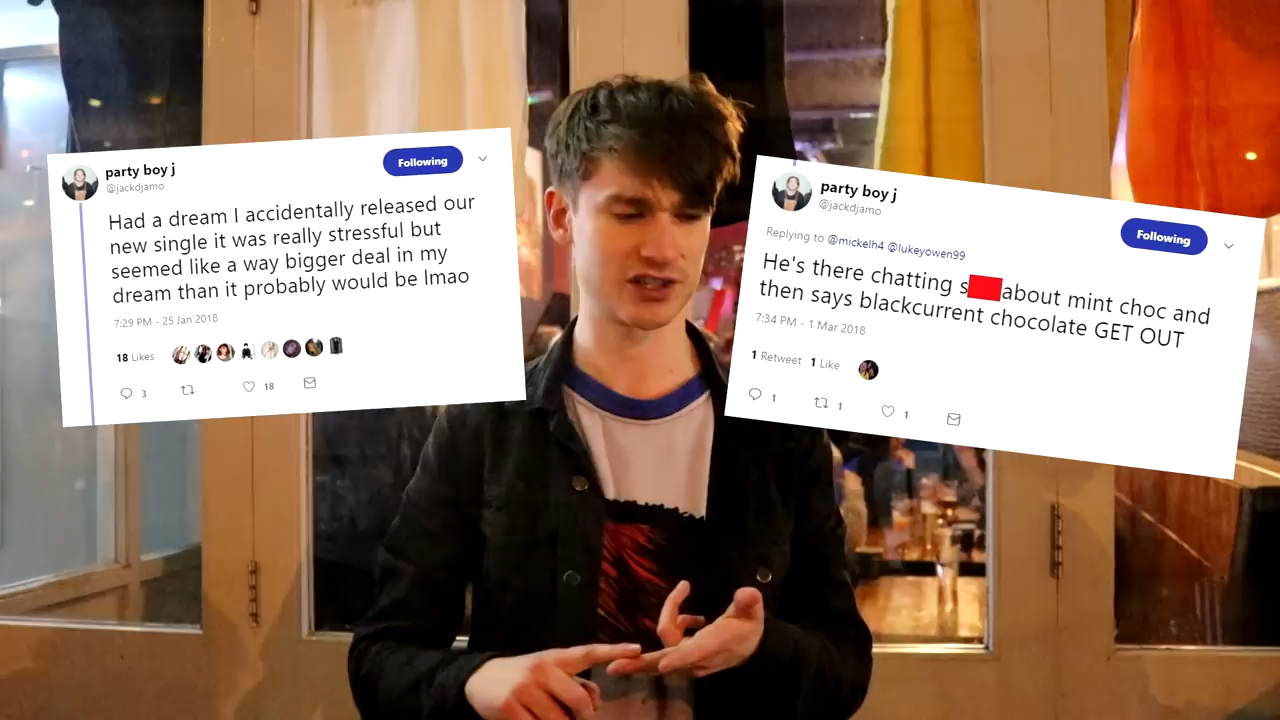 party boy j
@jackdjamo
Following
Had a dream I accidentally released our
new single it was really stressful but
seemed like a way bigger deal in my
dream than it probably would be lmao
7:29 PM - 25 Jan 2018
18 Likes
3
18
party boy j
@jackdjamo
Following
Replying to @mickelh4 @lukeyowen99
He's there chatting s about mint choc and
then says blackcurrent chocolate GET OUT
7:34 PM - 1 Mar 2018
1 Retweet 1 Like
1
1
1